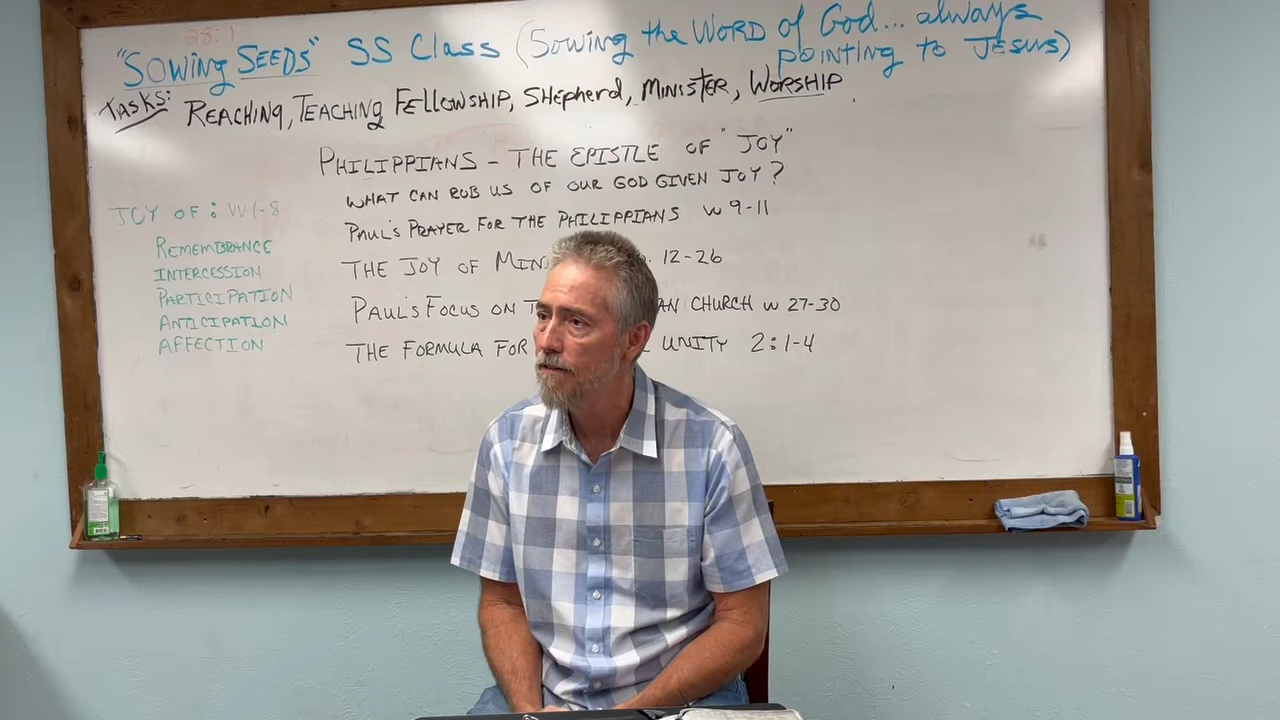 28:1
"SOWING SEEDS" SS Class (SOWING the WORD of God... always
pointing to JESUS)
TASKS: REACHING, TEACHING FELLOWSHIP, SHepherd, MINISTER, WORSHIP
PHILIPPIANS - THE EPISTLE OF "JOY"
WHAT CAN ROB US OF OUR GOD GIVEN JOY?
JOY OF: VV 1-8
PAUL'S PRAYER FOR THE PHILIPPIANS VV 9-11
REMEMBRANCE
THE JOY OF MIN 12-26
INTERCESSION
PARTICIPATION
PAUL'S FOCUS ON T AN CHURCH VV 27-30
ANTICIPATION
THE FORMULA FOR UNITY 2:1-4
AFFECTION